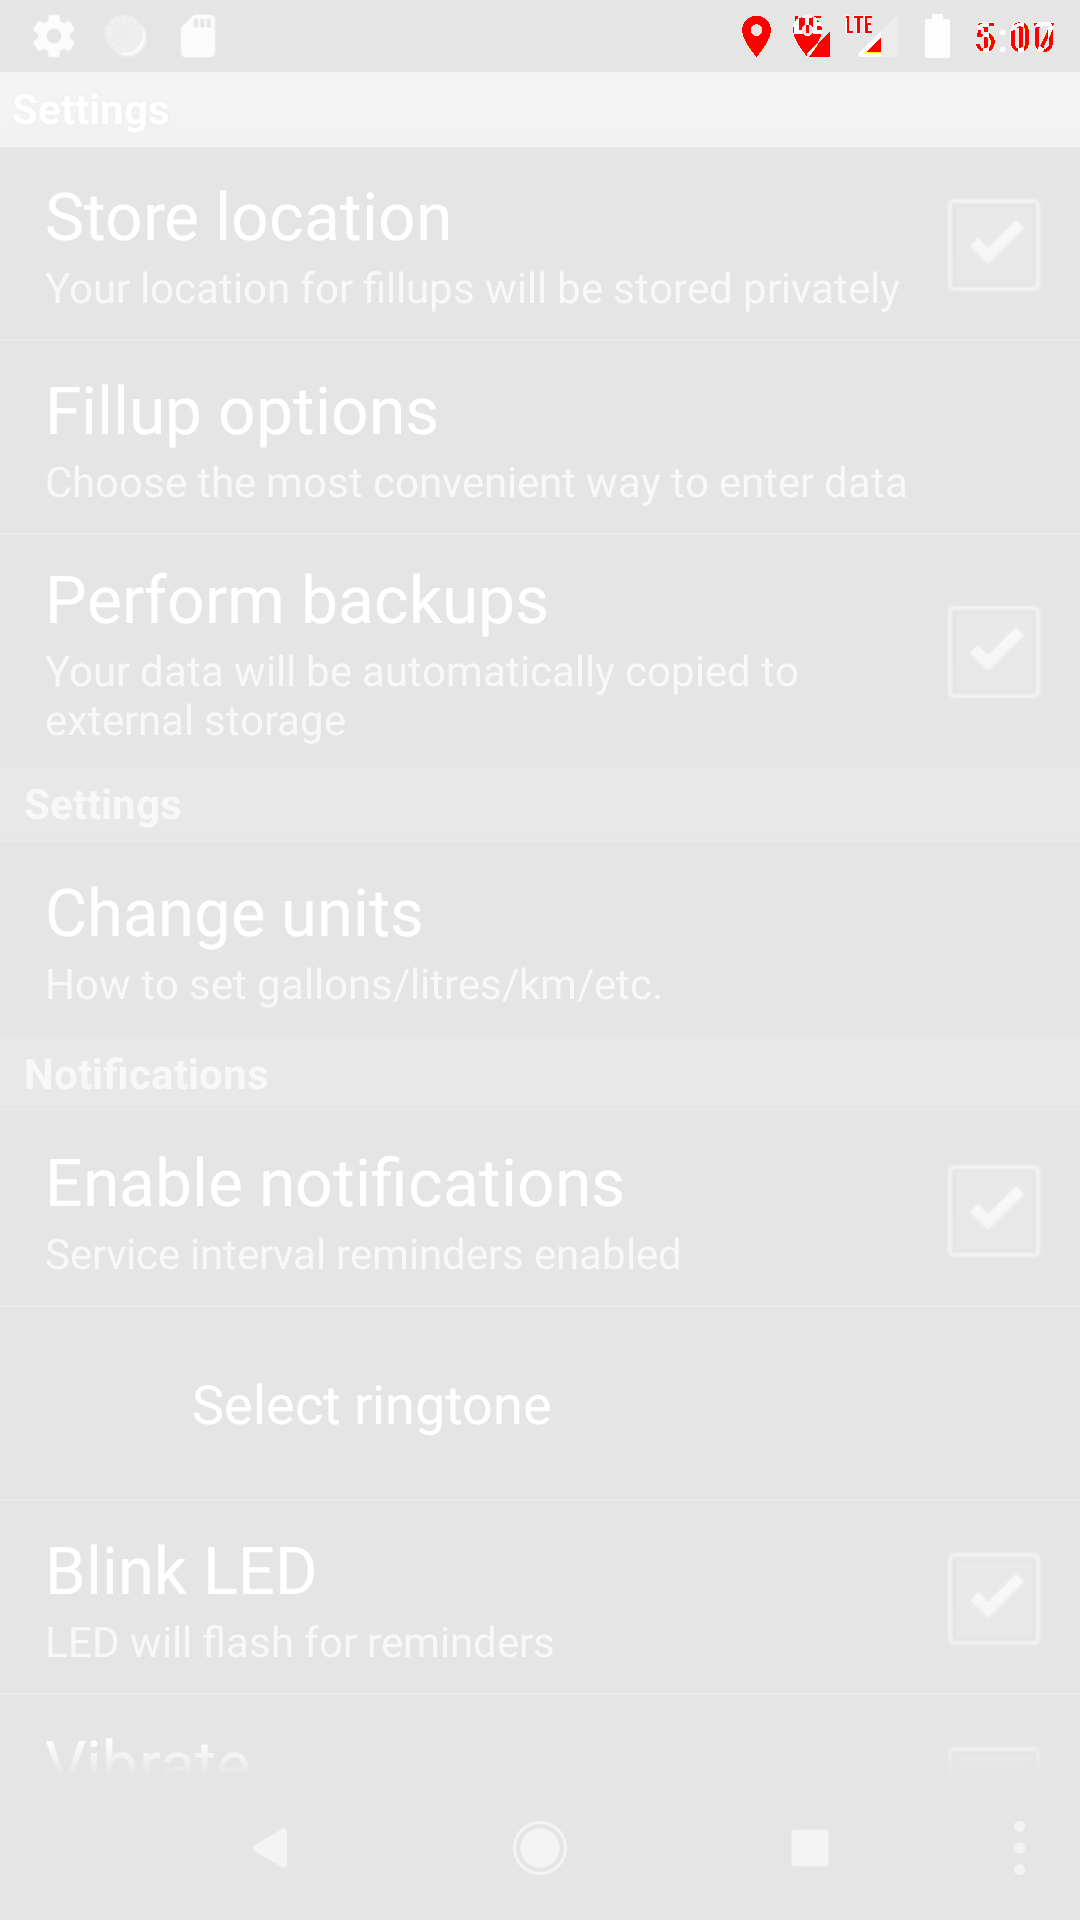 LTE LTE 5:07
Settings
Store location
Your location for fillups will be stored privately
Fillup options
Choose the most convenient way to enter data
Perform backups
Your data will be automatically copied to
external storage
Settings
Change units
How to set gallons/litres/km/etc.
Notifications
Enable notifications
Service interval reminders enabled
Select ringtone
Blink LED
LED will flash for reminders
Vibrate